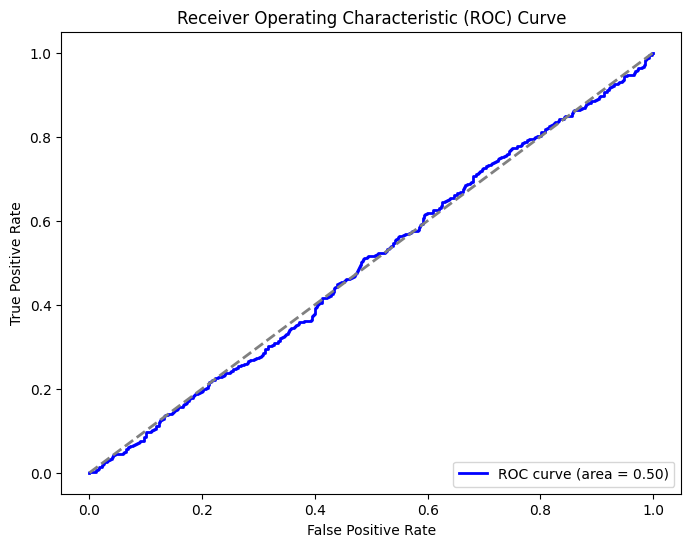 Receiver Operating Characteristic (ROC) Curve
True Positive Rate
1.0
0.8
0.6
0.4
0.2
0.0
ROC curve (area = 0.50)
0.0 0.2 0.4 0.6 0.8 1.0
False Positive Rate